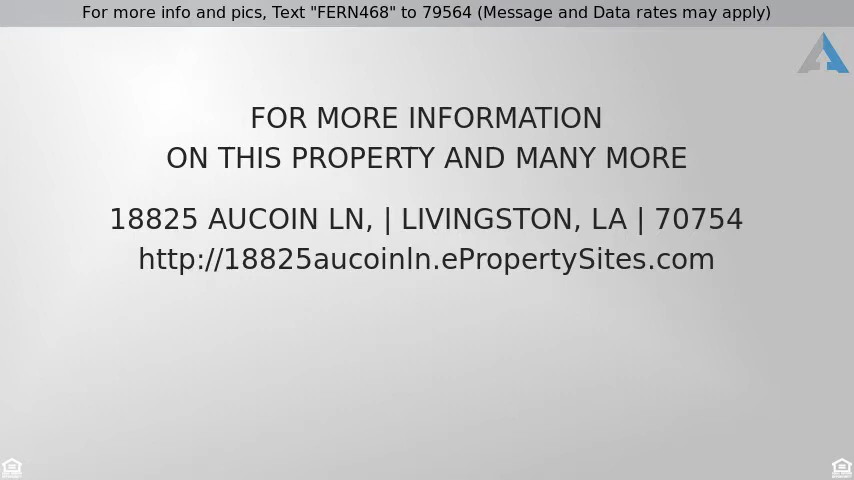 For more info and pics, Text "FERN468" to 79564 (Message and Data rates may apply)
FOR MORE INFORMATION
ON THIS PROPERTY AND MANY MORE
18825 AUCOIN LN, | LIVINGSTON, LA | 70754
http://18825aucoinln.ePropertySites.com